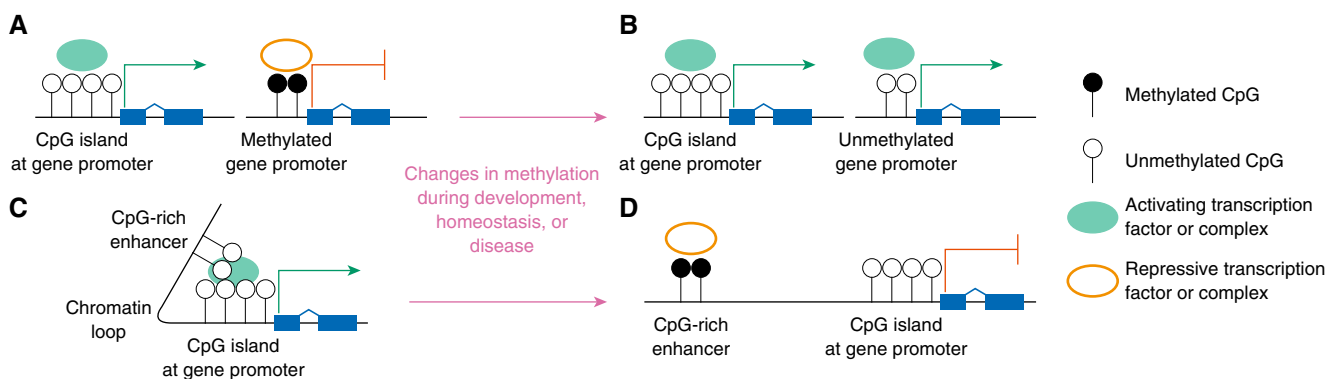 A
B
CpG island
at gene promoter
Methylated
gene promoter
CpG island
at gene promoter
Unmethylated
gene promoter
Methylated CpG
Unmethylated CpG
Activating transcription
factor or complex
Repressive transcription
factor or complex
Changes in methylation
during development,
homeostasis, or
disease
C
CpG-rich
enhancer
Chromatin
loop
CpG island
at gene promoter
D
CpG-rich
enhancer
CpG island
at gene promoter